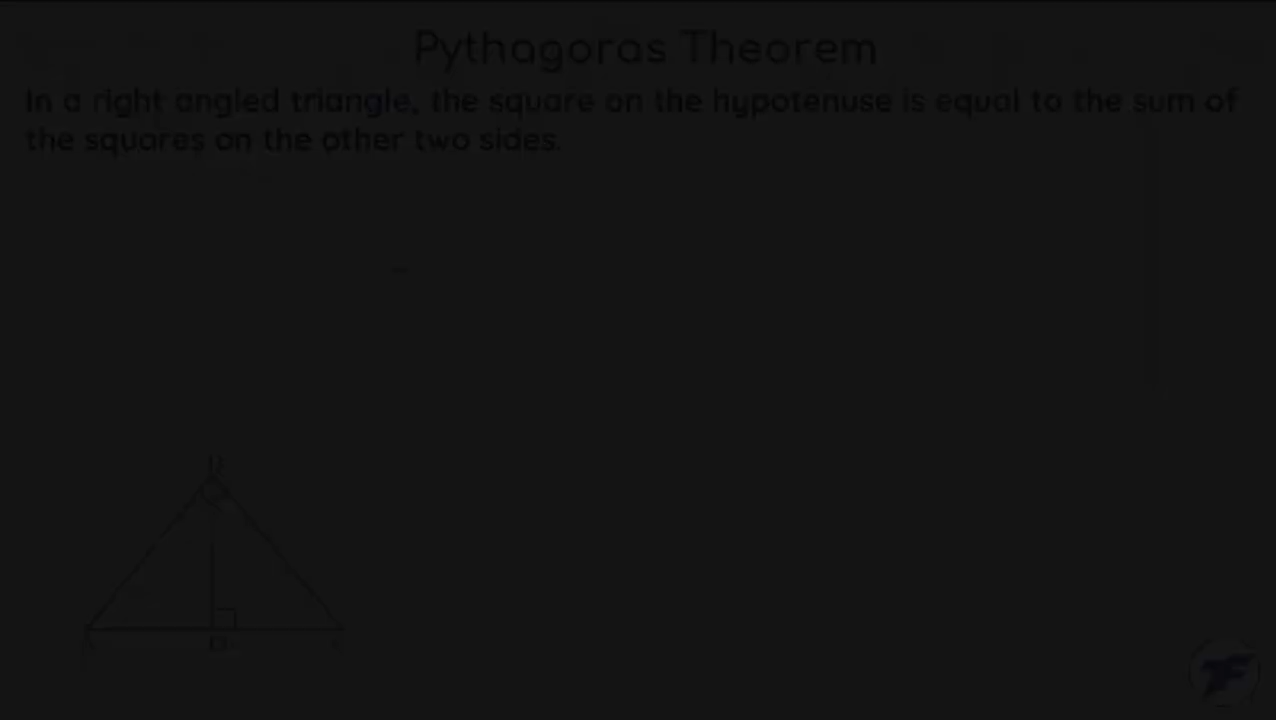 Pythagoras Theorem
In a right angled triangle, the square on the hypotenuse is equal to the sum of
the squares on the other two sides.